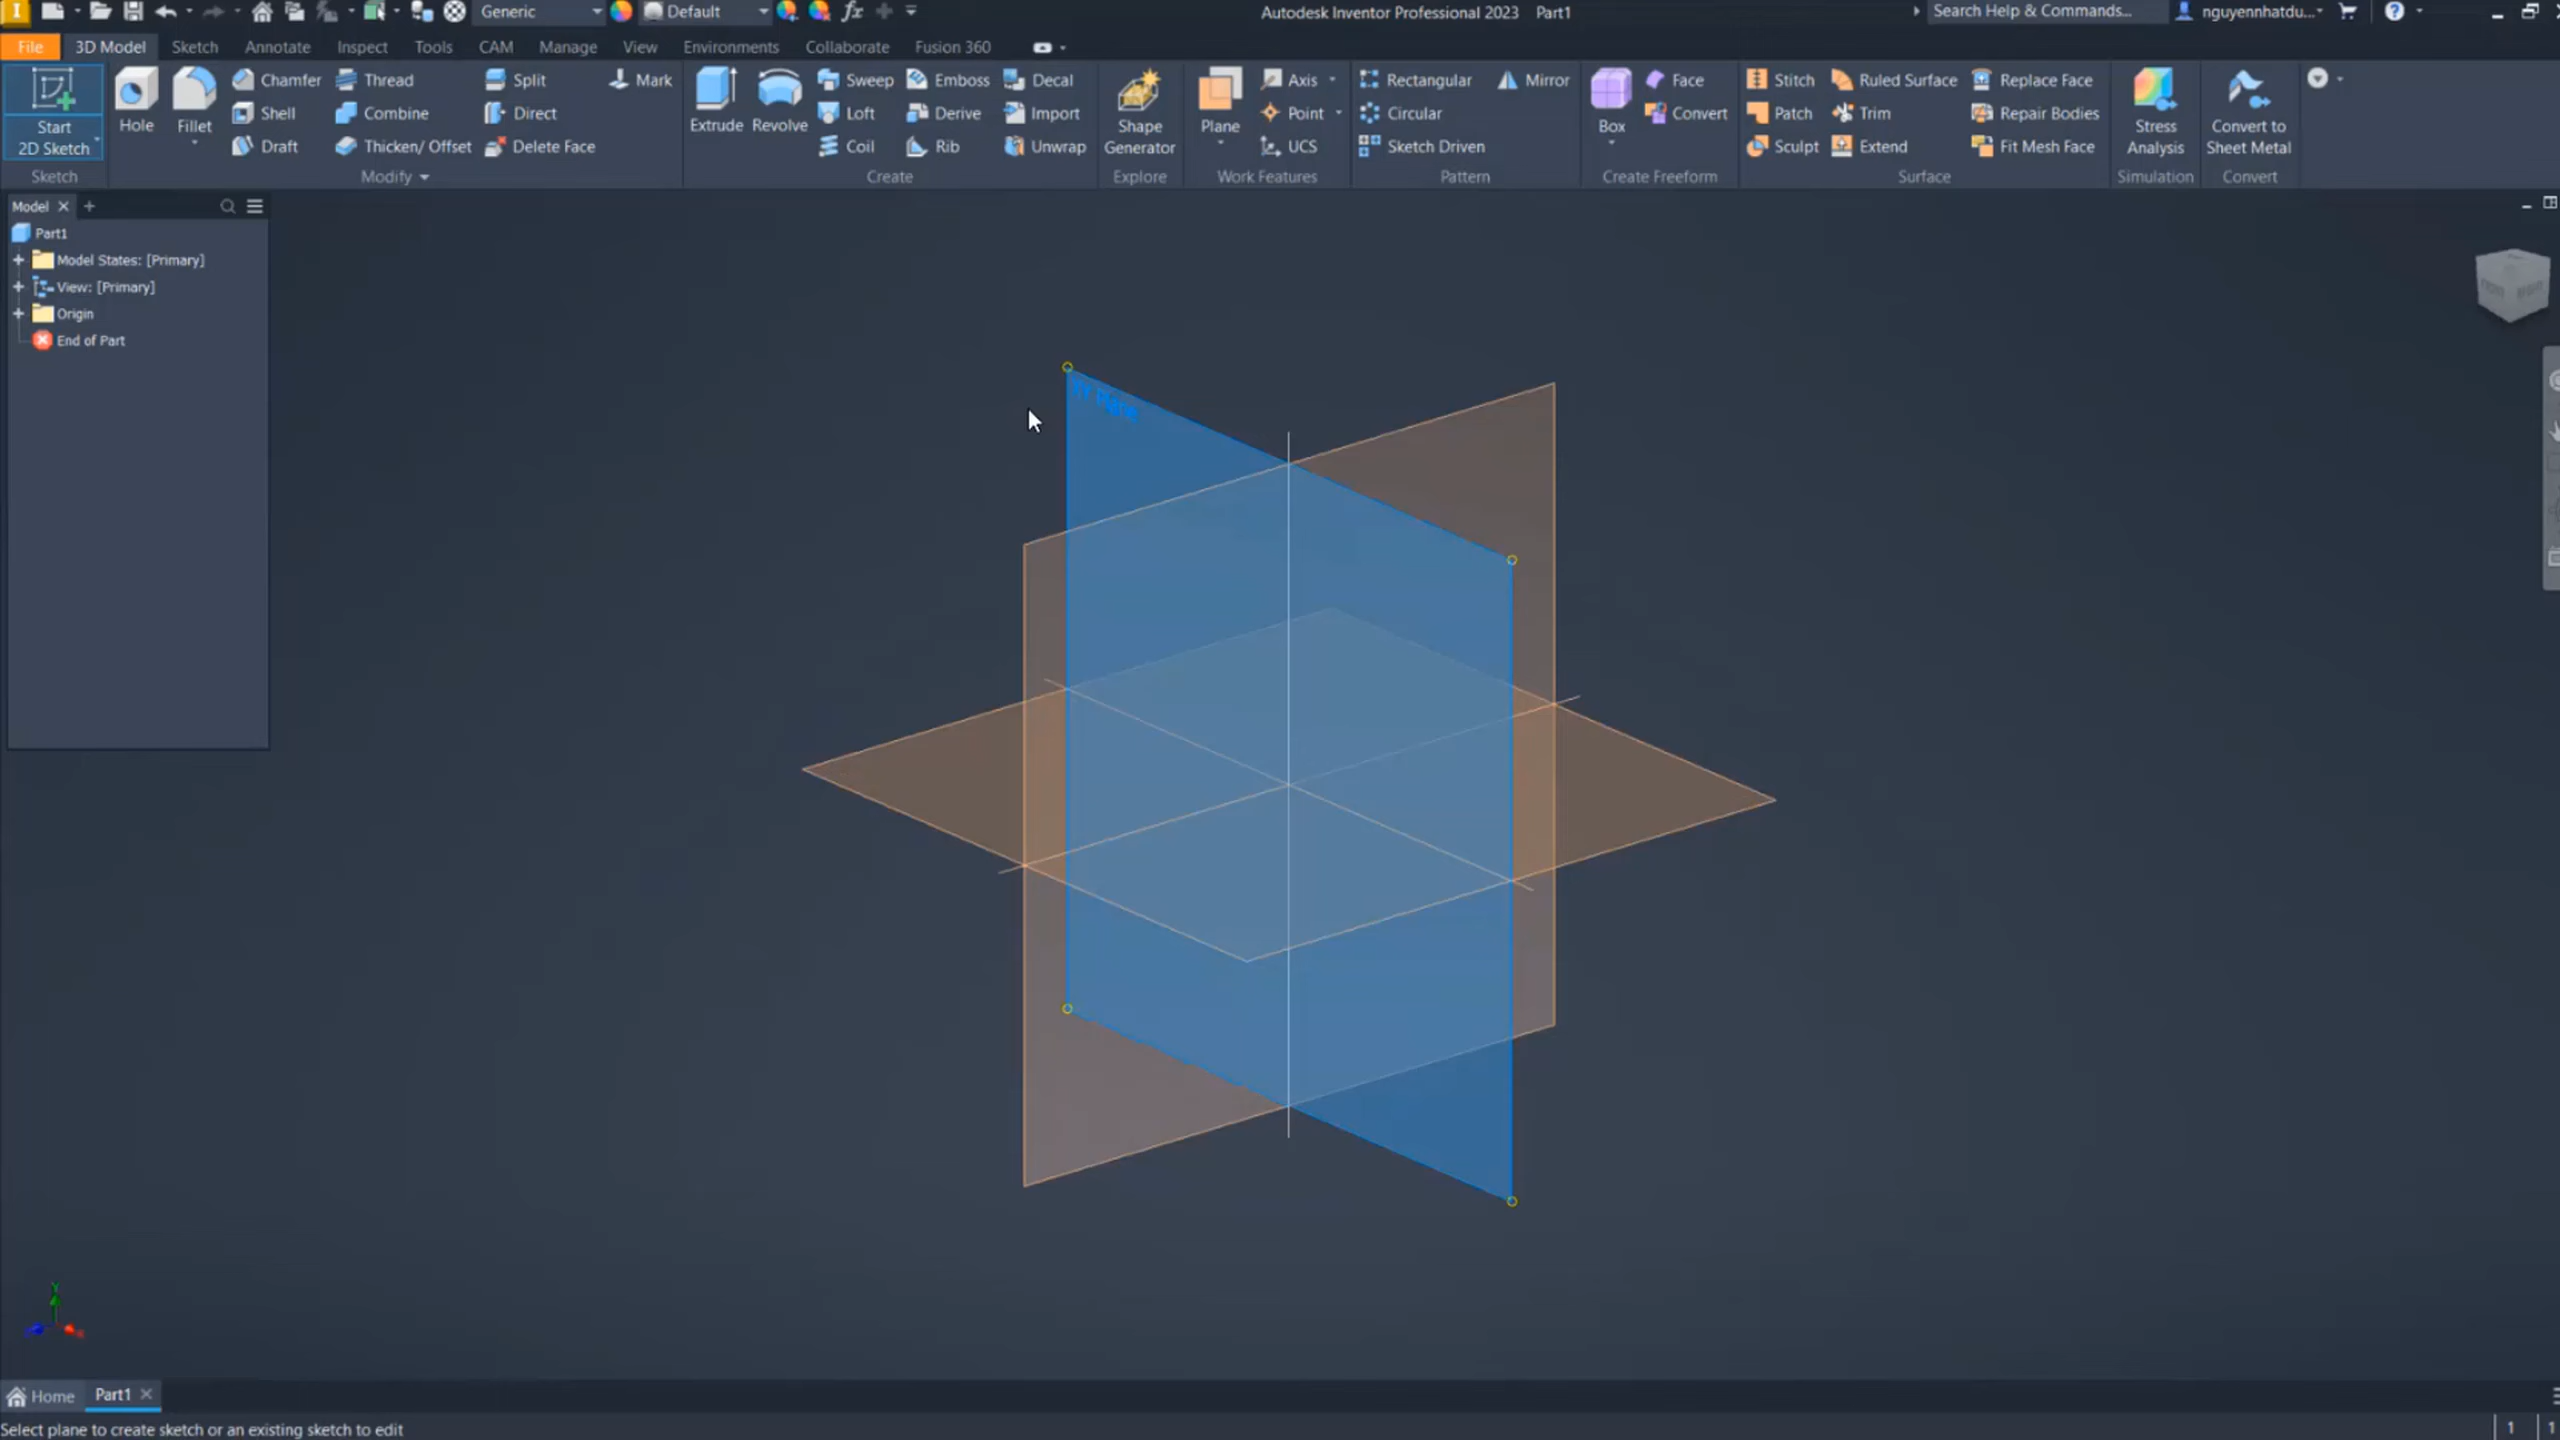 I Generic Default fx Autodesk Inventor Professional 2023 Part1 Search Help & Commands... nguyennhatdu...
File 3D Model Sketch Annotate Inspect Tools CAM Manage View Environments Collaborate Fusion 360
Start
2D Sketch
Sketch
Hole Fillet
Chamfer Thread Split Mark
Shell Combine Direct
Draft Thicken/ Offset Delete Face
Modify
Extrude Revolve
Sweep Emboss Decal
Loft Derive Import
Coil Rib Unwrap
Create
Shape
Generator
Explore
Plane
Axis
Point
UCS
Work Features
Rectangular Mirror
Circular
Sketch Driven
Pattern
Box
Face
Convert
Create Freeform
Stitch Ruled Surface Replace Face
Patch Trim Repair Bodies
Sculpt Extend Fit Mesh Face
Surface
Stress
Analysis
Simulation
Convert to
Sheet Metal
Convert
Model
Part1
Model States: [Primary]
View: [Primary]
Origin
End of Part
XY Plane
Home Part1
Select plane to create sketch or an existing sketch to edit
1 1